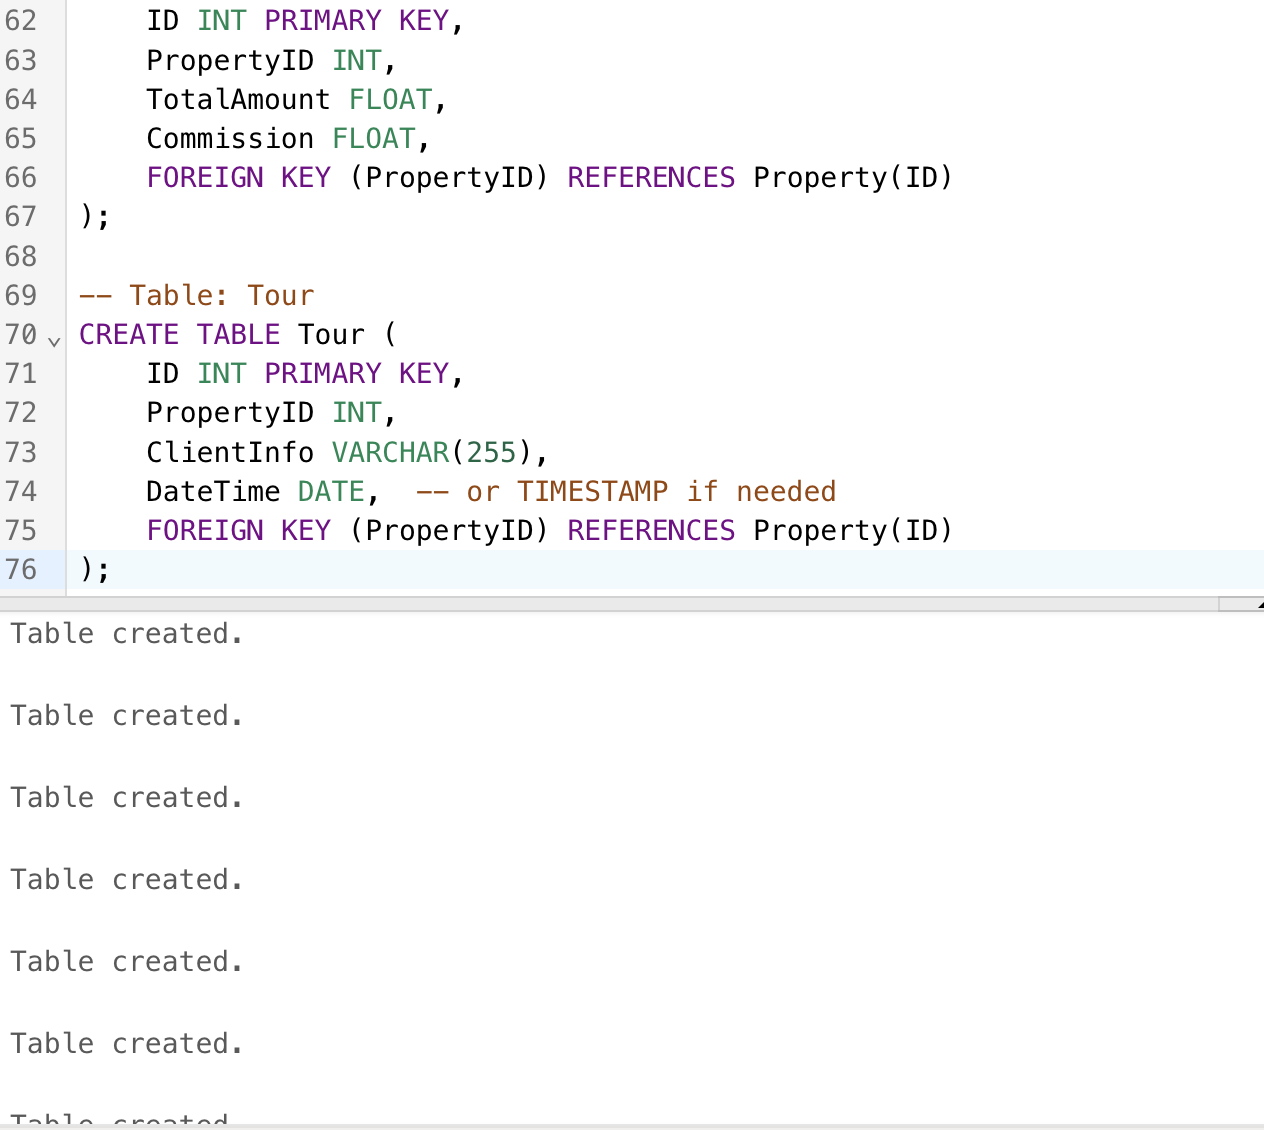 62 ID INT PRIMARY KEY,
63 PropertyID INT,
64 TotalAmount FLOAT,
65 Commission FLOAT,
66 FOREIGN KEY (PropertyID) REFERENCES Property(ID)
67 );
68
69 -- Table: Tour
70 CREATE TABLE Tour (
71 ID INT PRIMARY KEY,
72 PropertyID INT,
73 ClientInfo VARCHAR(255),
74 DateTime DATE,  -- or TIMESTAMP if needed
75 FOREIGN KEY (PropertyID) REFERENCES Property(ID)
76 );
Table created.
Table created.
Table created.
Table created.
Table created.
Table created.
Table created.